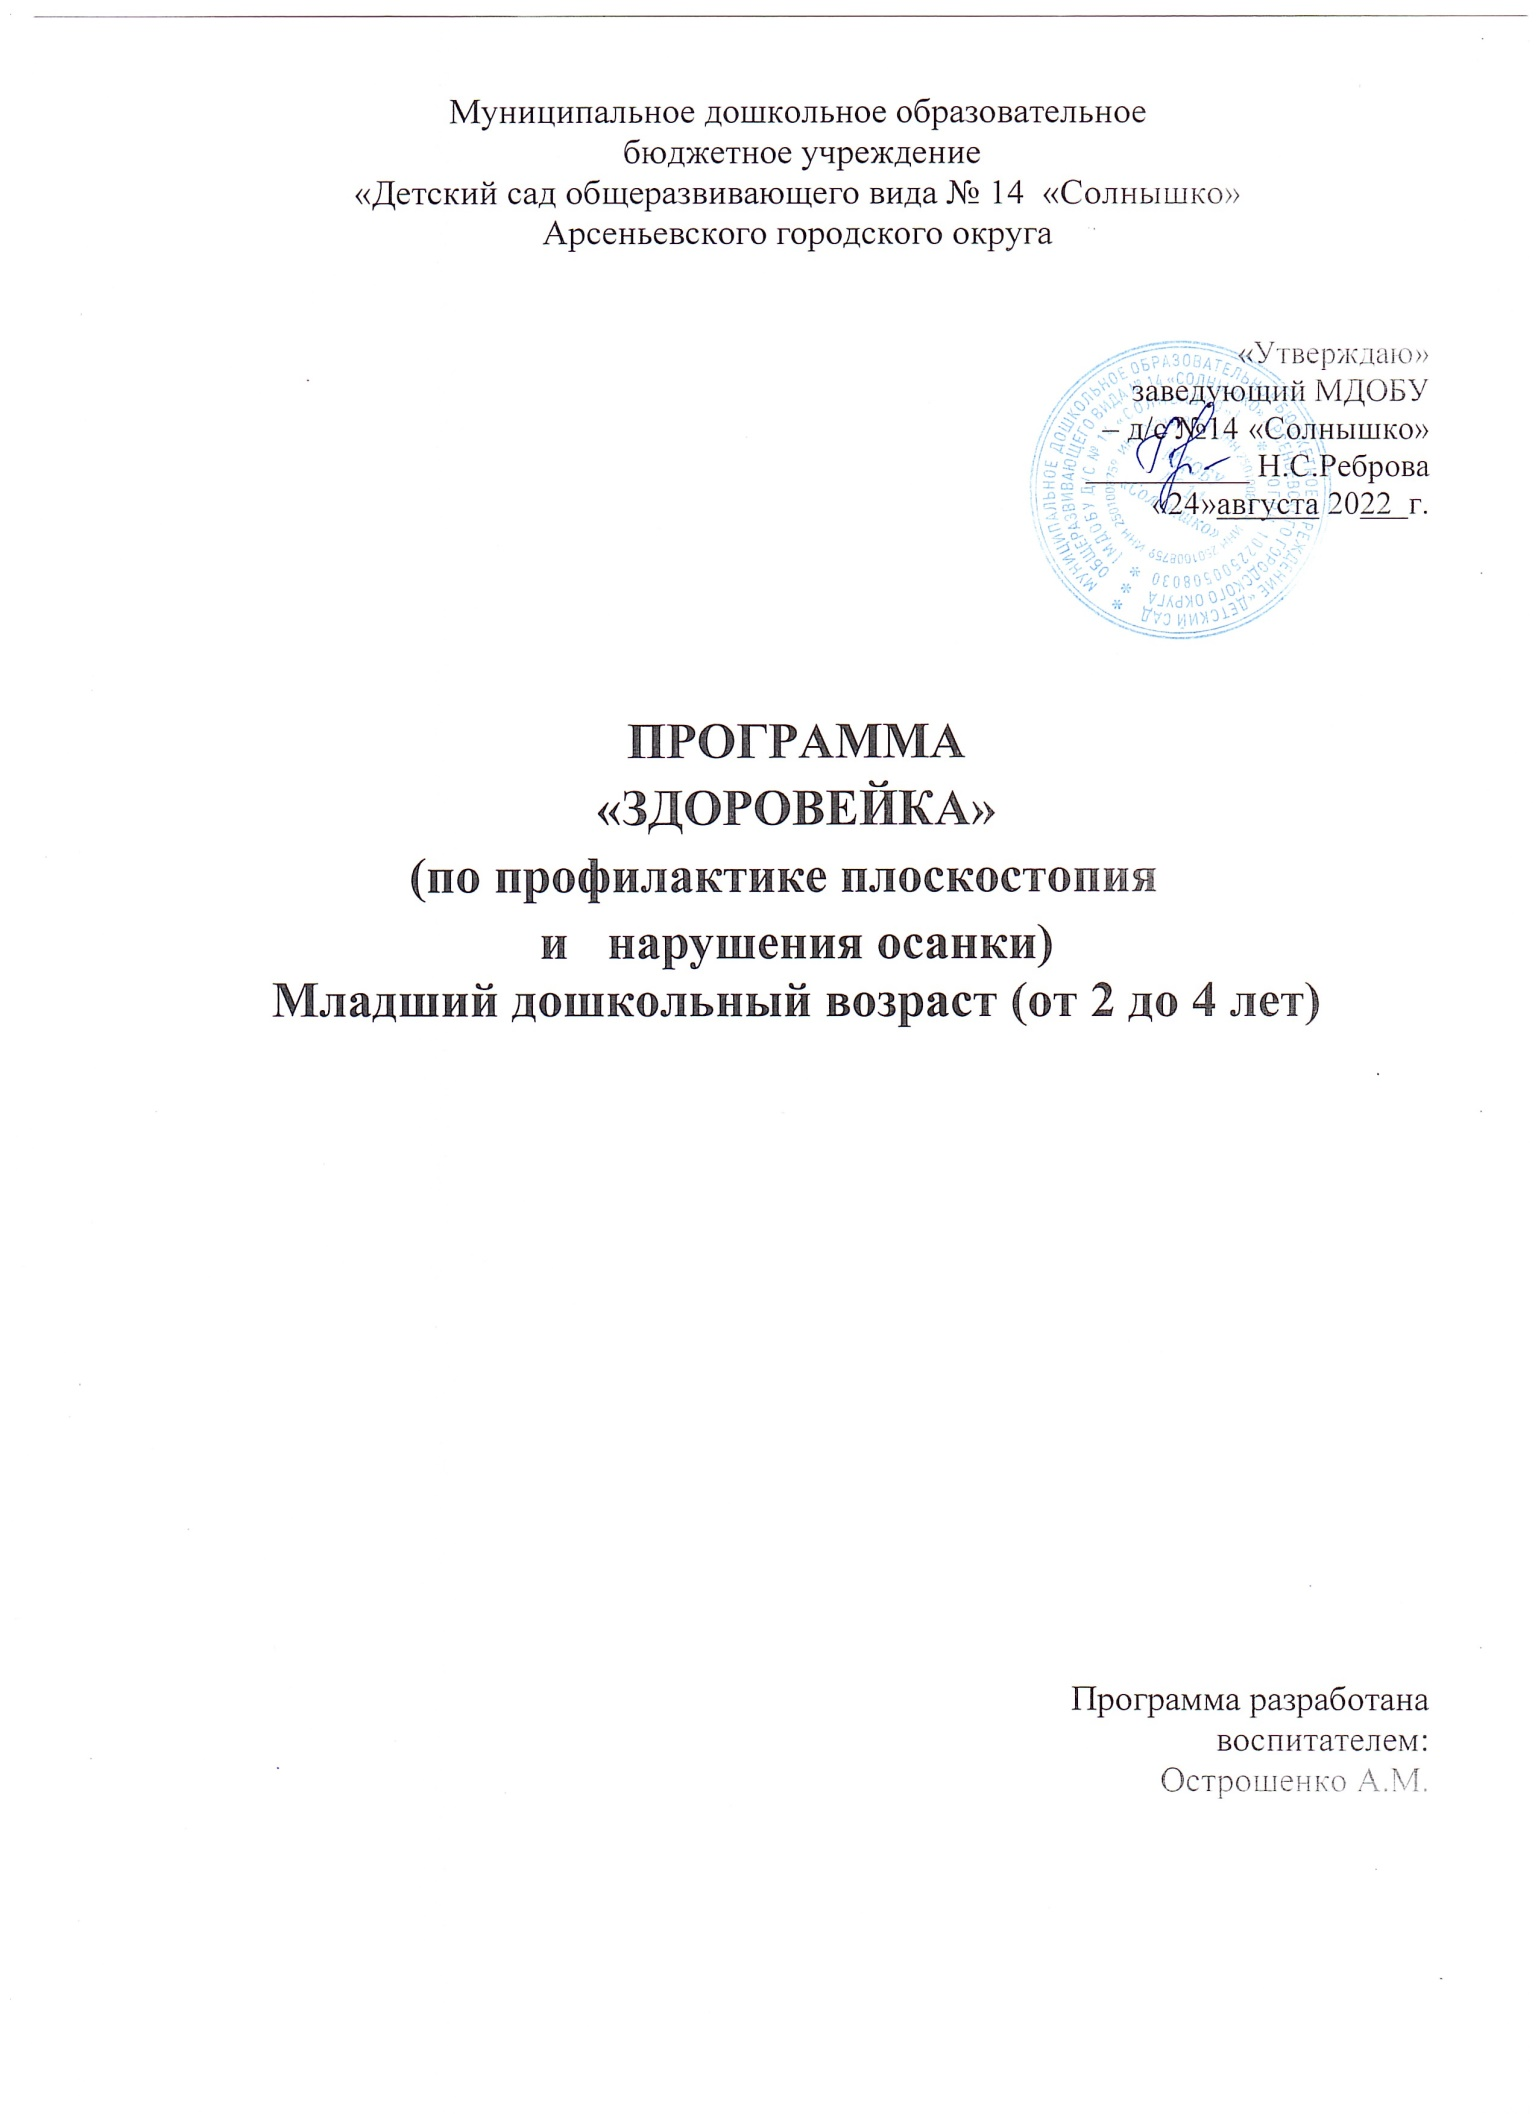 Муниципальное дошкольное образовательное
бюджетное учреждение
«Детский сад общеразвивающего вида № 14 «Солнышко»
Арсеньевского городского округа
«Утверждаю»
заведующий МДОБУ
– д/с №14 «Солнышко»
__________ Н.С.Реброва
«24»августа 2022 г.
ПРОГРАММА
«ЗДОРОВЕЙКА»
(по профилактике плоскостопия
и нарушения осанки)
Младший дошкольный возраст (от 2 до 4 лет)
Программа разработана
воспитателем:
Острошенко А.М.